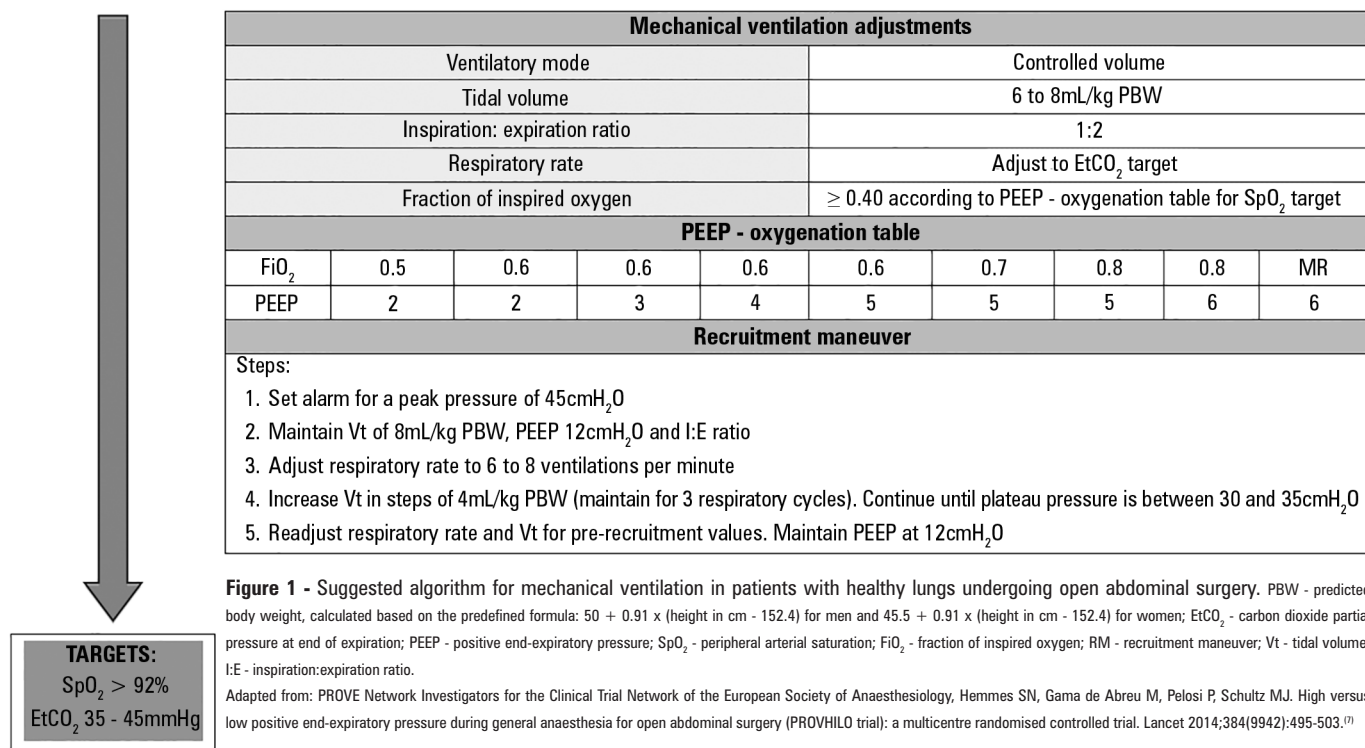 Mechanical ventilation adjustments
Ventilatory mode Controlled volume
Tidal volume 6 to 8mL/kg PBW
Inspiration: expiration ratio 1:2
Respiratory rate Adjust to EtCO₂ target
Fraction of inspired oxygen ≥ 0.40 according to PEEP - oxygenation table for SpO₂ target
PEEP - oxygenation table
FiO₂ 0.5 0.6 0.6 0.6 0.6 0.7 0.8 0.8 MR
PEEP 2 2 3 4 5 5 5 6 6
Recruitment maneuver
Steps:
1. Set alarm for a peak pressure of 45cmH₂O
2. Maintain Vt of 8mL/kg PBW, PEEP 12cmH₂O and I:E ratio
3. Adjust respiratory rate to 6 to 8 ventilations per minute
4. Increase Vt in steps of 4mL/kg PBW (maintain for 3 respiratory cycles). Continue until plateau pressure is between 30 and 35cmH₂O
5. Readjust respiratory rate and Vt for pre-recruitment values. Maintain PEEP at 12cmH₂O
TARGETS:
SpO₂ > 92%
EtCO₂ 35 - 45mmHg
Figure 1 - Suggested algorithm for mechanical ventilation in patients with healthy lungs undergoing open abdominal surgery. PBW - predicted
body weight, calculated based on the predefined formula: 50 + 0.91 x (height in cm - 152.4) for men and 45.5 + 0.91 x (height in cm - 152.4) for women; EtCO₂ - carbon dioxide partia
pressure at end of expiration; PEEP - positive end-expiratory pressure; SpO₂ - peripheral arterial saturation; FiO₂ - fraction of inspired oxygen; RM - recruitment maneuver; Vt - tidal volume
I:E - inspiration:expiration ratio.
Adapted from: PROVE Network Investigators for the Clinical Trial Network of the European Society of Anaesthesiology, Hemmes SN, Gama de Abreu M, Pelosi P, Schultz MJ. High versus
low positive end-expiratory pressure during general anaesthesia for open abdominal surgery (PROVHILO trial): a multicentre randomised controlled trial. Lancet 2014;384(9942):495-503.⁽⁷⁾